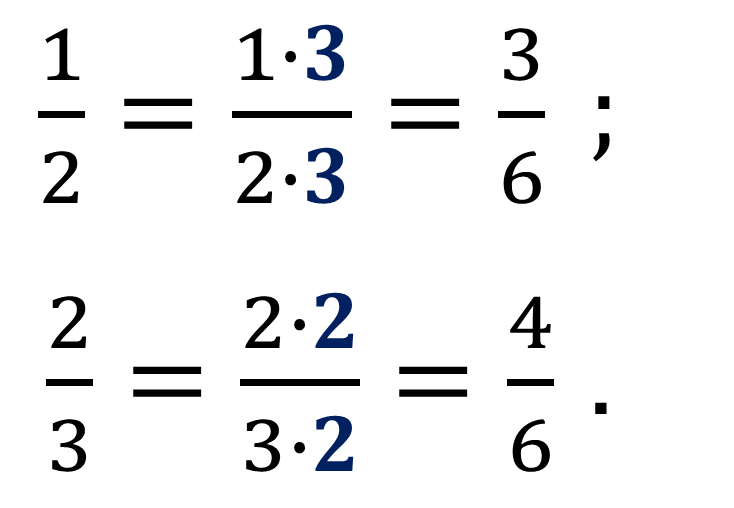 1/2 = 1·3/2·3 = 3/6 ;
2/3 = 2·2/3·2 = 4/6 .